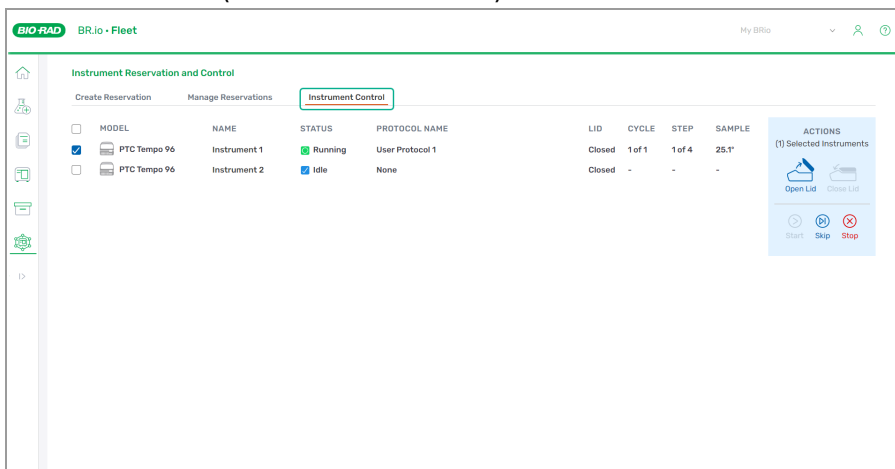 BIO-RAD BR.io • Fleet My BRio
Instrument Reservation and Control
Create Reservation Manage Reservations Instrument Control
MODEL NAME STATUS PROTOCOL NAME LID CYCLE STEP SAMPLE
PTC Tempo 96 Instrument 1 Running User Protocol 1 Closed 1 of 1 1 of 4 25.1°
PTC Tempo 96 Instrument 2 Idle None Closed - - -
ACTIONS
(1) Selected Instruments
Open Lid Close Lid
Start Skip Stop